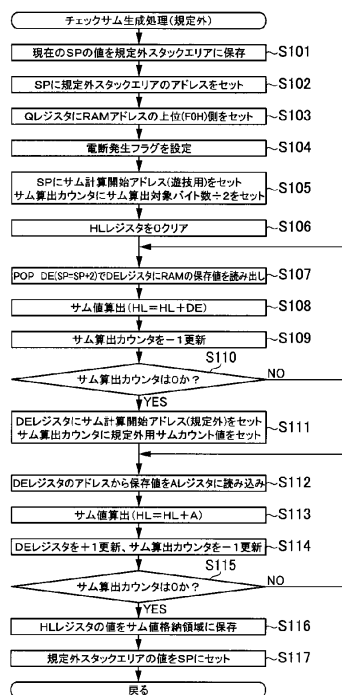 チェックサム生成処理(規定外)
現在のSPの値を規定外スタックエリアに保存
S101
SPに規定外スタックエリアのアドレスをセット
S102
QレジスタにRAMアドレスの上位(F0H)側をセット
S103
電断発生フラグを設定
S104
SPにサム計算開始アドレス(遊技用)をセット
サム算出カウンタにサム算出対象バイト数÷2をセット
S105
HLレジスタを0クリア
S106
POP DE(SP=SP+2)でDEレジスタにRAMの保存値を読み出し
S107
サム値算出(HL=HL+DE)
S108
サム算出カウンタを−1更新
S109
S110
サム算出カウンタは0か?
NO
YES
DEレジスタにサム計算開始アドレス(規定外)をセット
サム算出カウンタに規定外用サムカウント値をセット
S111
DEレジスタのアドレスから保存値をAレジスタに読み込み
S112
サム値算出(HL=HL+A)
S113
DEレジスタを+1更新、サム算出カウンタを−1更新
S114
S115
サム算出カウンタは0か?
NO
YES
HLレジスタの値をサム値格納領域に保存
S116
規定外スタックエリアの値をSPにセット
S117
戻る